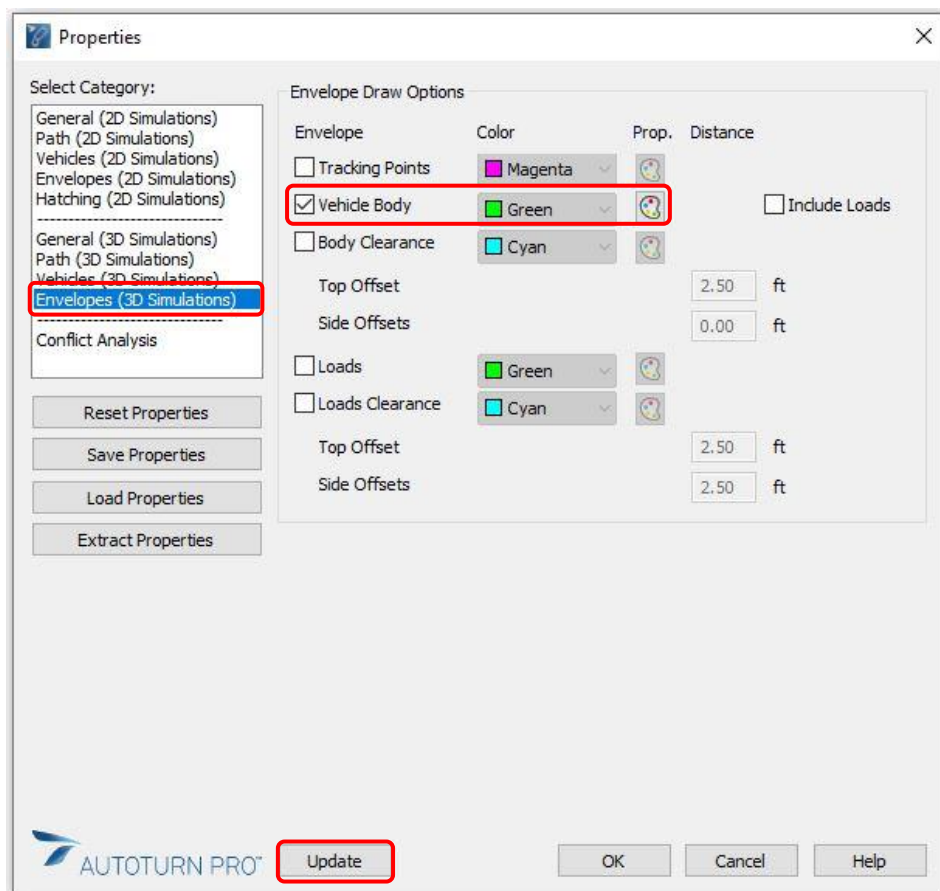 Properties
Select Category:
General (2D Simulations)
Path (2D Simulations)
Vehicles (2D Simulations)
Envelopes (2D Simulations)
Hatching (2D Simulations)
------------------------------
General (3D Simulations)
Path (3D Simulations)
Vehicles (3D Simulations)
Envelopes (3D Simulations)
------------------------------
Conflict Analysis
Reset Properties
Save Properties
Load Properties
Extract Properties
Envelope Draw Options
Envelope Color Prop. Distance
Tracking Points Magenta
Vehicle Body Green Include Loads
Body Clearance Cyan
Top Offset 2.50 ft
Side Offsets 0.00 ft
Loads Green
Loads Clearance Cyan
Top Offset 2.50 ft
Side Offsets 2.50 ft
AUTOTURN PRO™ Update OK Cancel Help